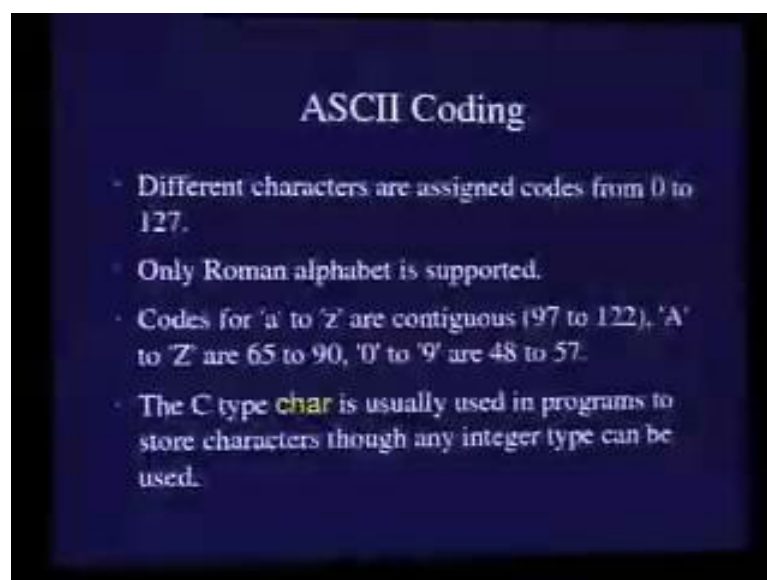 ASCII Coding
Different characters are assigned codes from 0 to
127.
Only Roman alphabet is supported.
Codes for 'a' to 'z' are contiguous (97 to 122), 'A'
to 'Z' are 65 to 90, '0' to '9' are 48 to 57.
The C type char is usually used in programs to
store characters though any integer type can be
used.